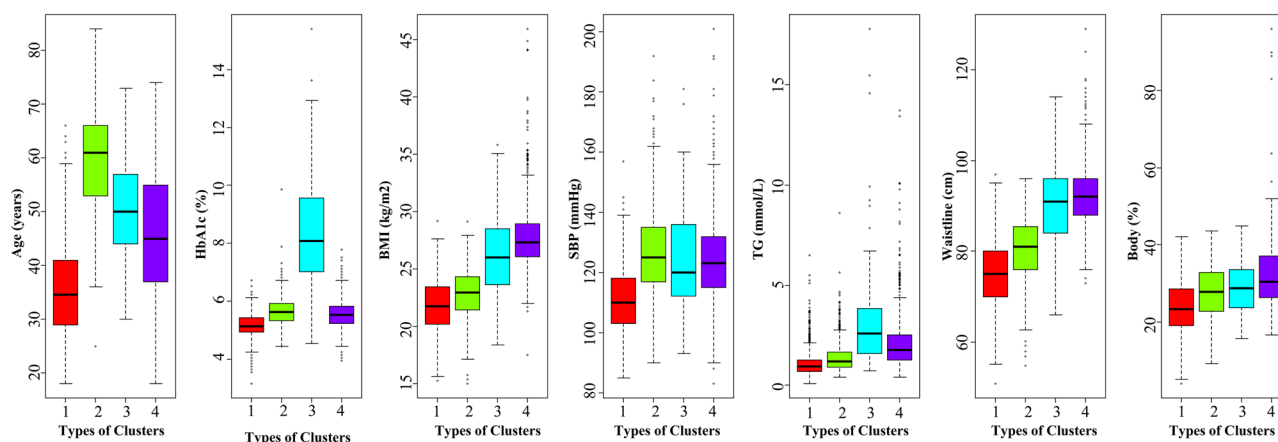 Age (years)
80
70
60
50
40
30
20
1 2 3 4
Types of Clusters
HbA1c (%)
14
12
10
8
6
4
1 2 3 4
Types of Clusters
BMI (kg/m2)
45
40
35
30
25
20
15
1 2 3 4
Types of Clusters
SBP (mmHg)
200
180
160
140
120
100
80
1 2 3 4
Types of Clusters
TG (mmol/L)
15
10
5
0
1 2 3 4
Types of Clusters
Waistline (cm)
120
100
80
60
1 2 3 4
Types of Clusters
Body (%)
80
60
40
20
1 2 3 4
Types of Clusters